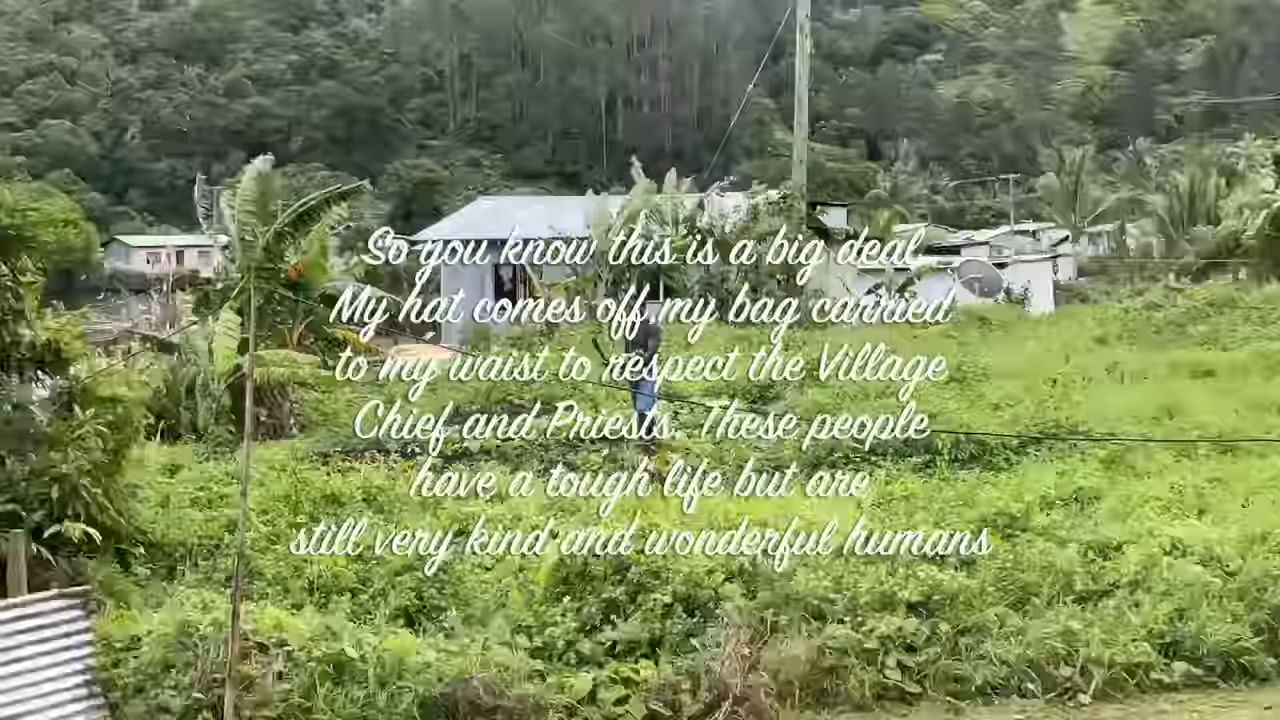 So you know this is a big deal.
My hat comes off, my bag carried
to my waist to respect the Village
Chief and Priests. These people
have a tough life but are
still very kind and wonderful humans